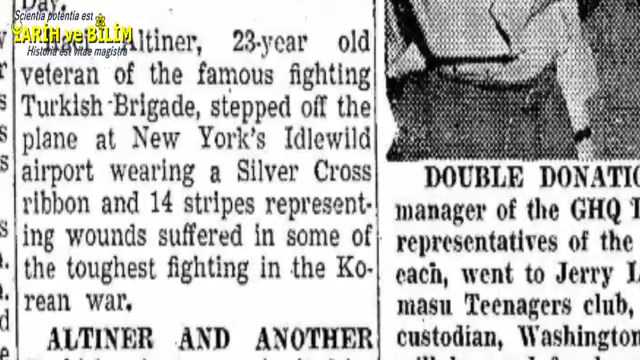 Scientia potentia est
TARİH ve BİLİM
Historia est vitae magistra
Day.
Altiner, 23-year old
veteran of the famous fighting
Turkish Brigade, stepped off the
plane at New York's Idlewild
airport wearing a Silver Cross
ribbon and 14 stripes represent-
ing wounds suffered in some of
the toughest fighting in the Ko-
rean war.
ALTINER AND ANOTHER
DOUBLE DONATIO
manager of the GHQ T
representatives of the
each, went to Jerry L
masu Teenagers club,
custodian, Washington